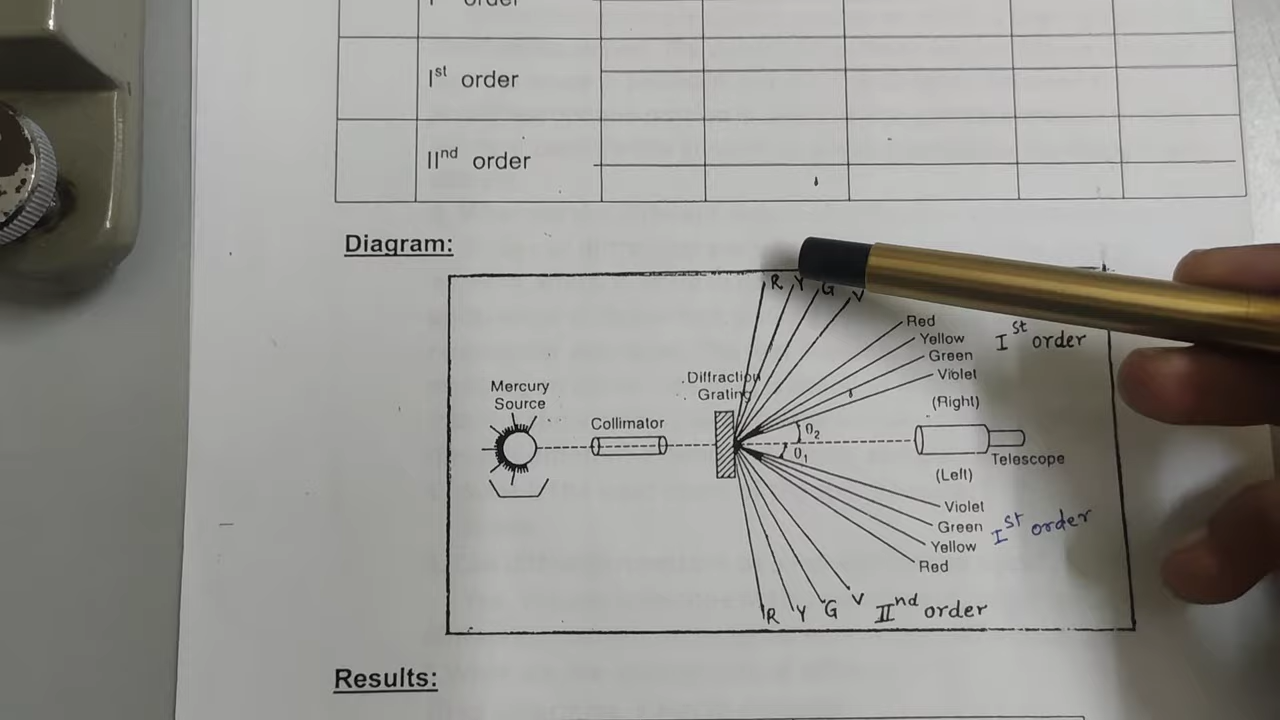 order
Ist order
IInd order
Diagram:
R Y G V
Red
Yellow
Green
Violet
Ist order
(Right)
Mercury
Source
Collimator
Diffraction
Grating
θ2
θ1
Telescope
(Left)
Violet
Green
Yellow
Red
Ist order
R Y G V IInd order
Results: